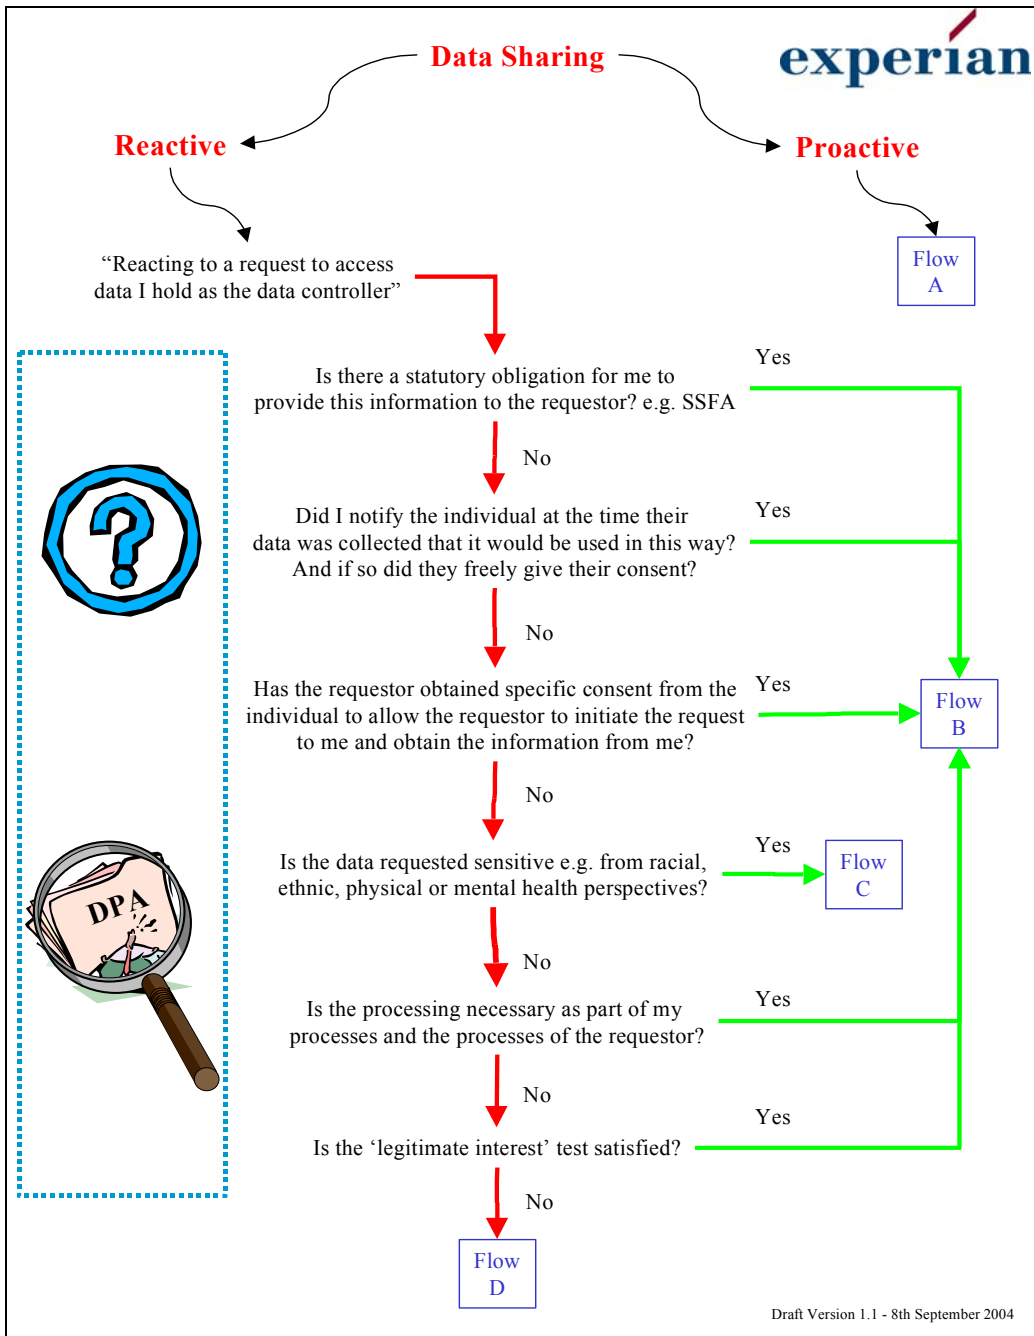 Data Sharing
experian
Reactive
Proactive
“Reacting to a request to access
data I hold as the data controller”
Flow
A
Is there a statutory obligation for me to
provide this information to the requestor? e.g. SSFA
Yes
No
Did I notify the individual at the time their
data was collected that it would be used in this way?
And if so did they freely give their consent?
Yes
No
Has the requestor obtained specific consent from the
individual to allow the requestor to initiate the request
to me and obtain the information from me?
Yes
Flow
B
No
Is the data requested sensitive e.g. from racial,
ethnic, physical or mental health perspectives?
Yes
Flow
C
DPA
No
Is the processing necessary as part of my
processes and the processes of the requestor?
Yes
No
Is the ‘legitimate interest’ test satisfied?
Yes
No
Flow
D
Draft Version 1.1 - 8th September 2004